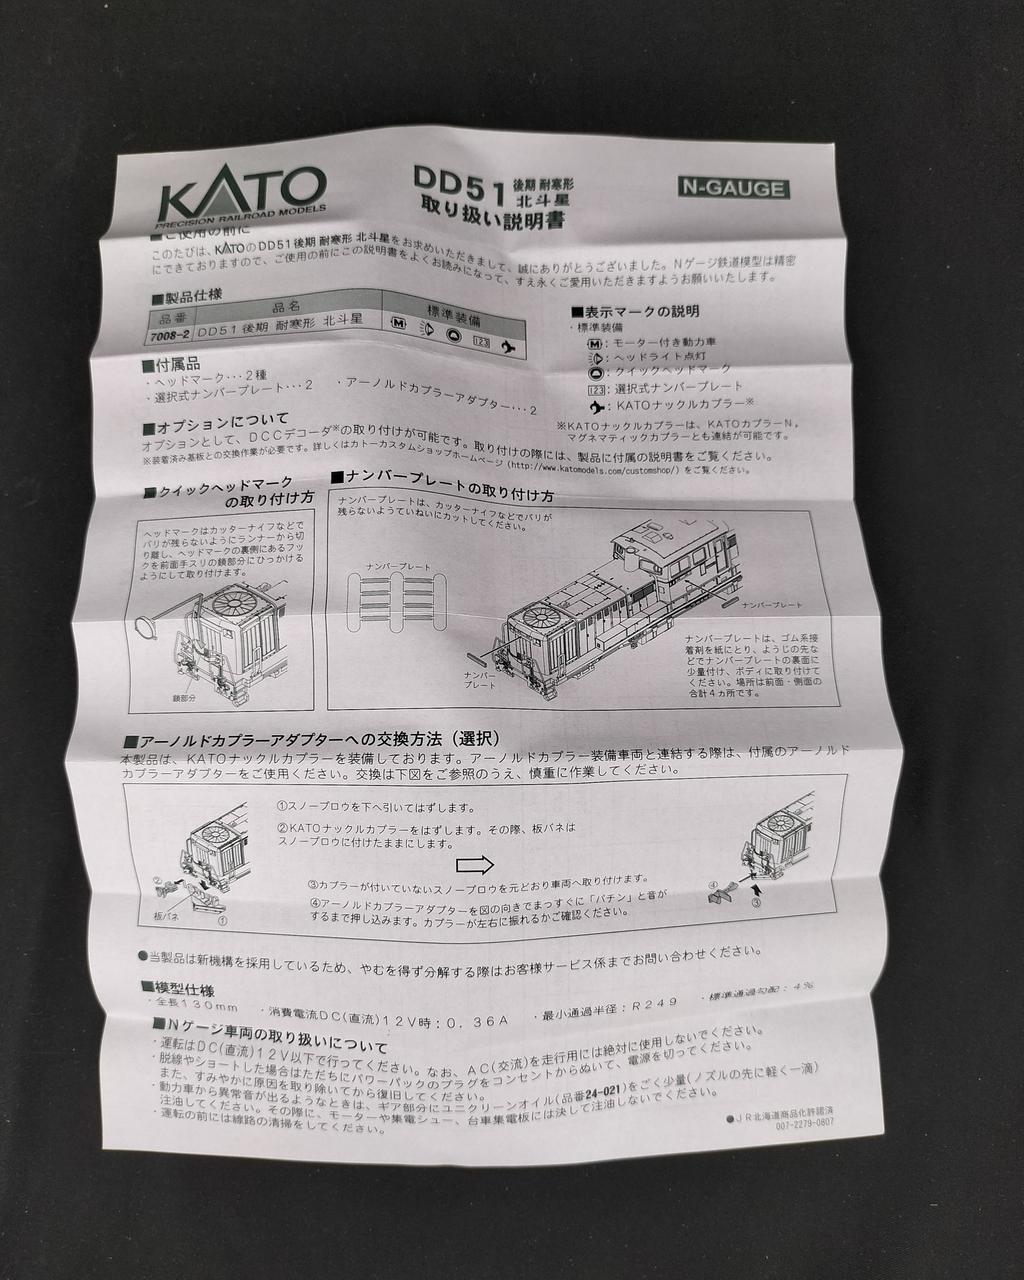 KATO
PRECISION RAILROAD MODELS
DD51 後期 耐寒形 北斗星
取り扱い説明書
N-GAUGE
■ご使用の前に
このたびは、KATOのDD51後期 耐寒形 北斗星をお求めいただきまして、誠にありがとうございました。Nゲージ鉄道模型は精密
にできておりますので、ご使用の前にこの説明書をよくお読みになって、すえ永くご愛用いただきますようお願いいたします。
■製品仕様
品番 品名 標準装備
7008-2 DD51 後期 耐寒形 北斗星 M 123
■表示マークの説明
・標準装備
M：モーター付き動力車
：ヘッドライト点灯
：クイックヘッドマーク
123：選択式ナンバープレート
：KATOナックルカプラー※
※KATOナックルカプラーは、KATOカプラーN，
マグネマティックカプラーとも連結が可能です。
■付属品
・ヘッドマーク・・・2種
・選択式ナンバープレート・・・2 ・アーノルドカプラーアダプター・・・2
■オプションについて
オプションとして、DCCデコーダ※の取り付けが可能です。取り付けの際には、製品に付属の説明書をご覧ください。
※装着済み基板との交換作業が必要です。詳しくはカトーカスタムショップホームページ（http://www.katomodels.com/customshop/）をご覧ください。
■クイックヘッドマーク
の取り付け方
ヘッドマークはカッターナイフなどで
バリが残らないようにランナーから切
り離し、ヘッドマークの裏側にあるフッ
クを前面手スリの鎖部分にひっかける
ようにして取り付けます。
鎖部分
■ナンバープレートの取り付け方
ナンバープレートは、カッターナイフなどでバリが
残らないようていねいにカットしてください。
ナンバープレート
ナンバープレート
ナンバー
プレート
ナンバープレートは、ゴム系接
着剤を紙にとり、ようじの先な
どでナンバープレートの裏面に
少量付け、ボディに取り付けて
ください。場所は前面・側面の
合計4ヵ所です。
■アーノルドカプラーアダプターへの交換方法（選択）
本製品は、KATOナックルカプラーを装備しております。アーノルドカプラー装備車両と連結する際は、付属のアーノルド
カプラーアダプターをご使用ください。交換は下図をご参照のうえ、慎重に作業してください。
①スノープロウを下へ引いてはずします。
②KATOナックルカプラーをはずします。その際、板バネは
スノープロウに付けたままにします。
③カプラーが付いていないスノープロウを元どおり車両へ取り付けます。
④アーノルドカプラーアダプターを図の向きでまっすぐに「パチン」と音が
するまで押し込みます。カプラーが左右に振れるかご確認ください。
②
板バネ
①
④
③
●当製品は新機構を採用しているため、やむを得ず分解する際はお客様サービス係までお問い合わせください。
■模型仕様
・全長130mm ・消費電流DC(直流)12V時：0.36A ・最小通過半径：R249 ・標準通過勾配：4%
■Nゲージ車両の取り扱いについて
・運転はDC(直流)12V以下で行ってください。なお、AC(交流)を走行用には絶対に使用しないでください。
・脱線やショートした場合はただちにパワーパックのプラグをコンセントからぬいて、電源を切ってください。
また、すみやかに原因を取り除いてから復旧してください。
・動力車から異常音が出るようなときは、ギア部分にユニクリーンオイル(品番24-021)をごく少量(ノズルの先に軽く一滴)
注油してください。その際に、モーターや集電シュー、台車集電板には決して注油しないでください。
・運転の前には線路の清掃をしてください。
●JR北海道商品化許諾済
007-2279-0807